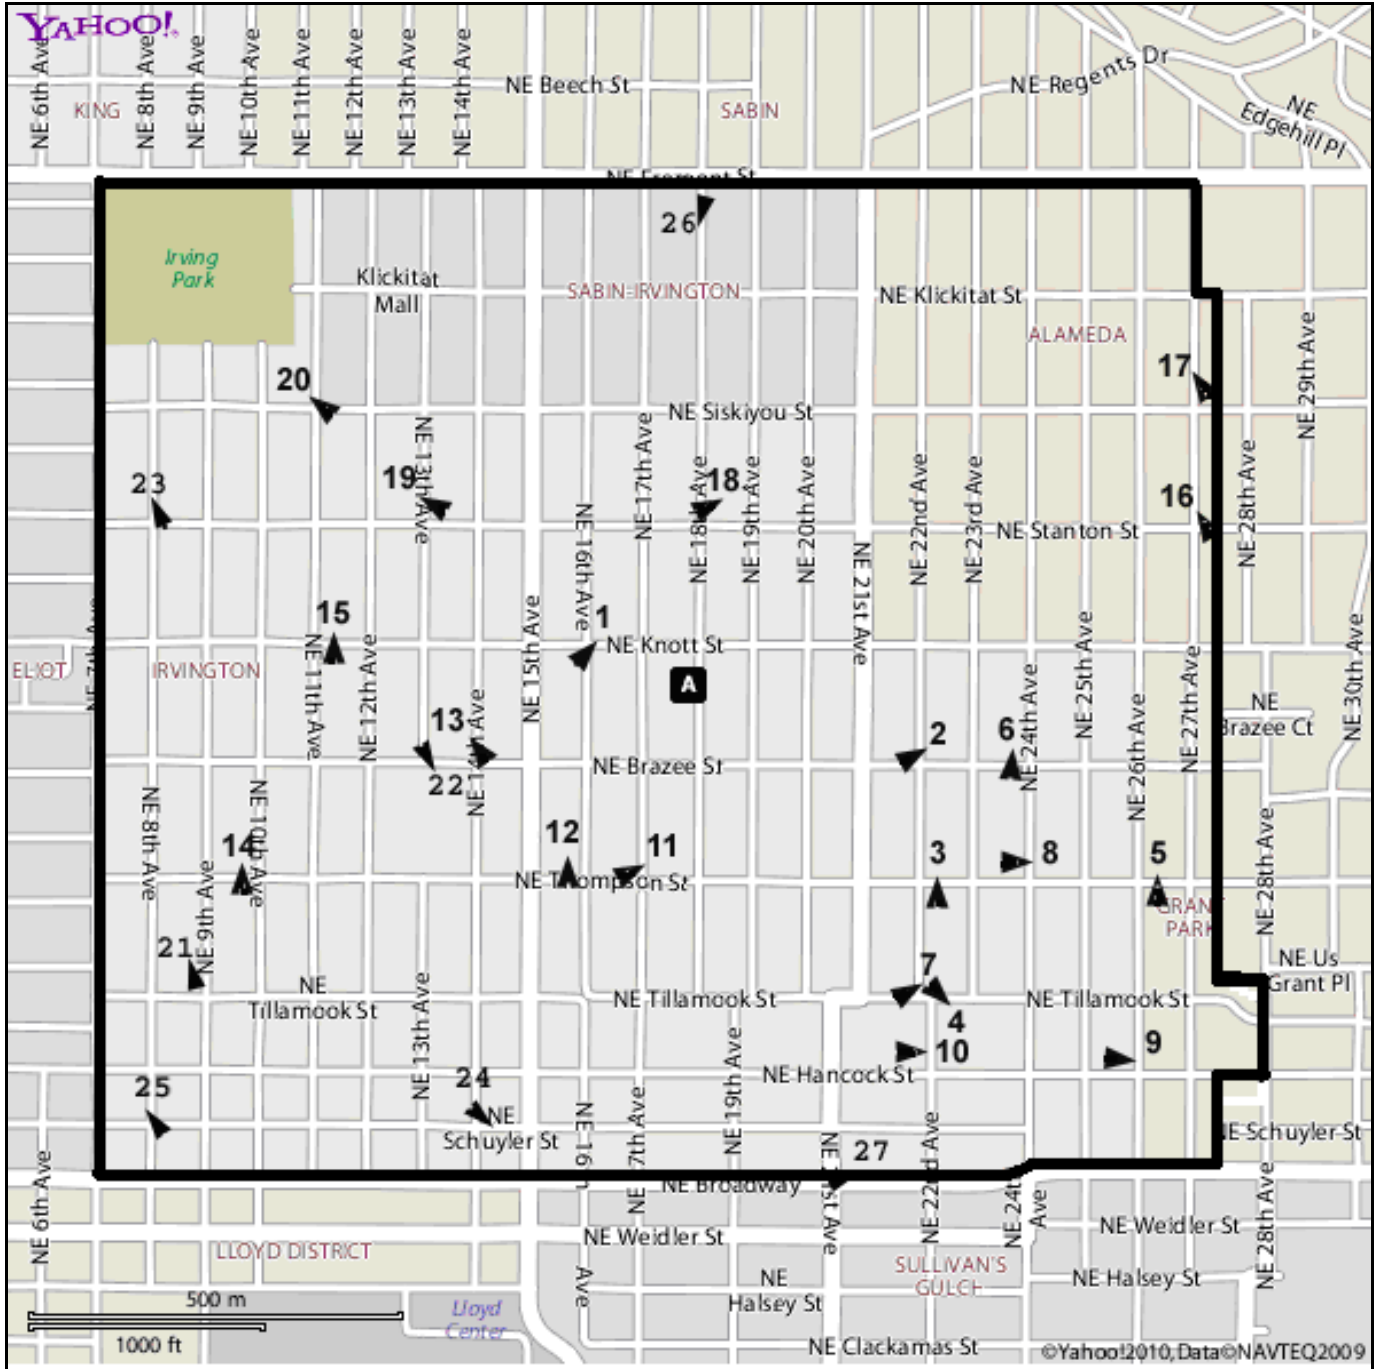 YAHOO!
NE 6th Ave
KING
NE 8th Ave
NE 9th Ave
NE 10th Ave
NE 11th Ave
NE 12th Ave
NE 13th Ave
NE 14th Ave
NE Beech St
SABIN
NE Regents Dr
NE
Edgehill Pl
NE Fremont St
26
Irving
Park
Klickitat
Mall
SABIN-IRVINGTON
NE Klickitat St
ALAMEDA
17
NE 29th Ave
20
NE Siskiyou St
23
19
NE 13th Ave
NE 17th Ave
NE 18th Ave
18
NE 19th Ave
NE 20th Ave
NE 22nd Ave
NE 23rd Ave
16
NE 28th Ave
NE Stanton St
NE 16th Ave
NE 21st Ave
15
1
NE Knott St
NE 7th Ave
ELIOT
IRVINGTON
NE 11th Ave
NE 12th Ave
NE 15th Ave
A
NE 25th Ave
NE 27th Ave
NE 30th Ave
NE
Brazee Ct
13
22
NE 14th Ave
NE Brazee St
2
6
NE 24th Ave
NE 26th Ave
NE 8th Ave
14
NE 10th Ave
NE 9th Ave
12
11
NE Thompson St
3
8
5
GRANT
PARK
NE 28th Ave
21
NE
Tillamook St
NE Tillamook St
7
4
NE Tillamook St
NE Us
Grant Pl
NE 13th Ave
10
9
NE Hancock St
25
24
NE
Schuyler St
NE 19th Ave
NE Schuyler St
27
NE Broadway
NE 6th Ave
NE 22nd Ave
Ave
NE 28th Ave
NE Weidler St
NE Weidler St
LLOYD DISTRICT
SULLIVAN'S
GULCH
NE
Halsey St
NE Halsey St
Ave
500 m
1000 ft
Lloyd
Center
NE Clackamas St
©Yahoo!2010,Data©NAVTEQ2009